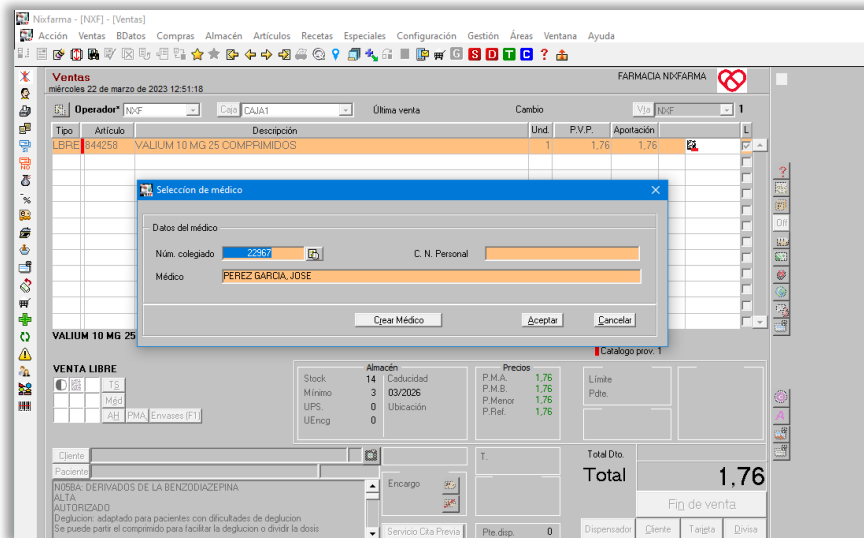 Nixfarma - [NXF] - [Ventas]
Acción Ventas BDatos Compras Almacén Artículos Recetas Especiales Configuración Gestión Áreas Ventana Ayuda
G S D T C ?
Ventas
FARMACIA NIXFARMA
miércoles 22 de marzo de 2023 12:51:18
Operador* NXF Caja CAJA1 Última venta Cambio Vta NXF 1
Tipo Artículo Descripción Und. P.V.P. Aportación L
LBRE 844258 VALIUM 10 MG 25 COMPRIMIDOS 1 1,76 1,76
Seleccíon de médico
Datos del médico
Núm. colegiado 22967 C. N. Personal
Médico PEREZ GARCIA, JOSE
Crear Médico Aceptar Cancelar
Off
VALIUM 10 MG 25
Catalogo prov. 1
VENTA LIBRE
TS
Méd
AH PMA Envases (F1)
Almacén
Stock 14 Caducidad
Mínimo 3 03/2026
UPS. 0 Ubicación
UEncg 0
Precios
P.M.A. 1,76
P.M.B. 1,76
P.Menor 1,76
P.Ref. 1,76
Límite
Pdte.
Cliente
Paciente
N05BA: DERIVADOS DE LA BENZODIAZEPINA
ALTA
AUTORIZADO
Deglucion: adaptado para pacientes con dificultades de deglucion
Se puede partir el comprimido para facilitar la deglucion o dividir la dosis
Encargo
Servicio Cita Previa
T.
Pte.disp. 0
Total Dto.
Total 1,76
Fin de venta
Dispensador Cliente Tarjeta Divisa